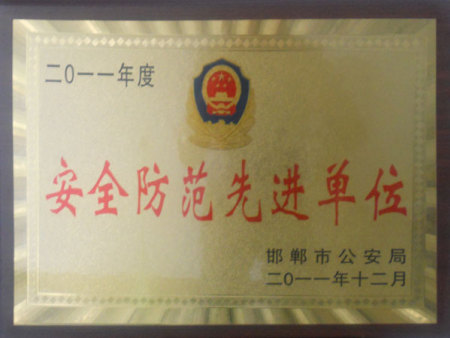 二〇一一年度
安全防范先进单位
邯郸市公安局
二〇一一年十二月